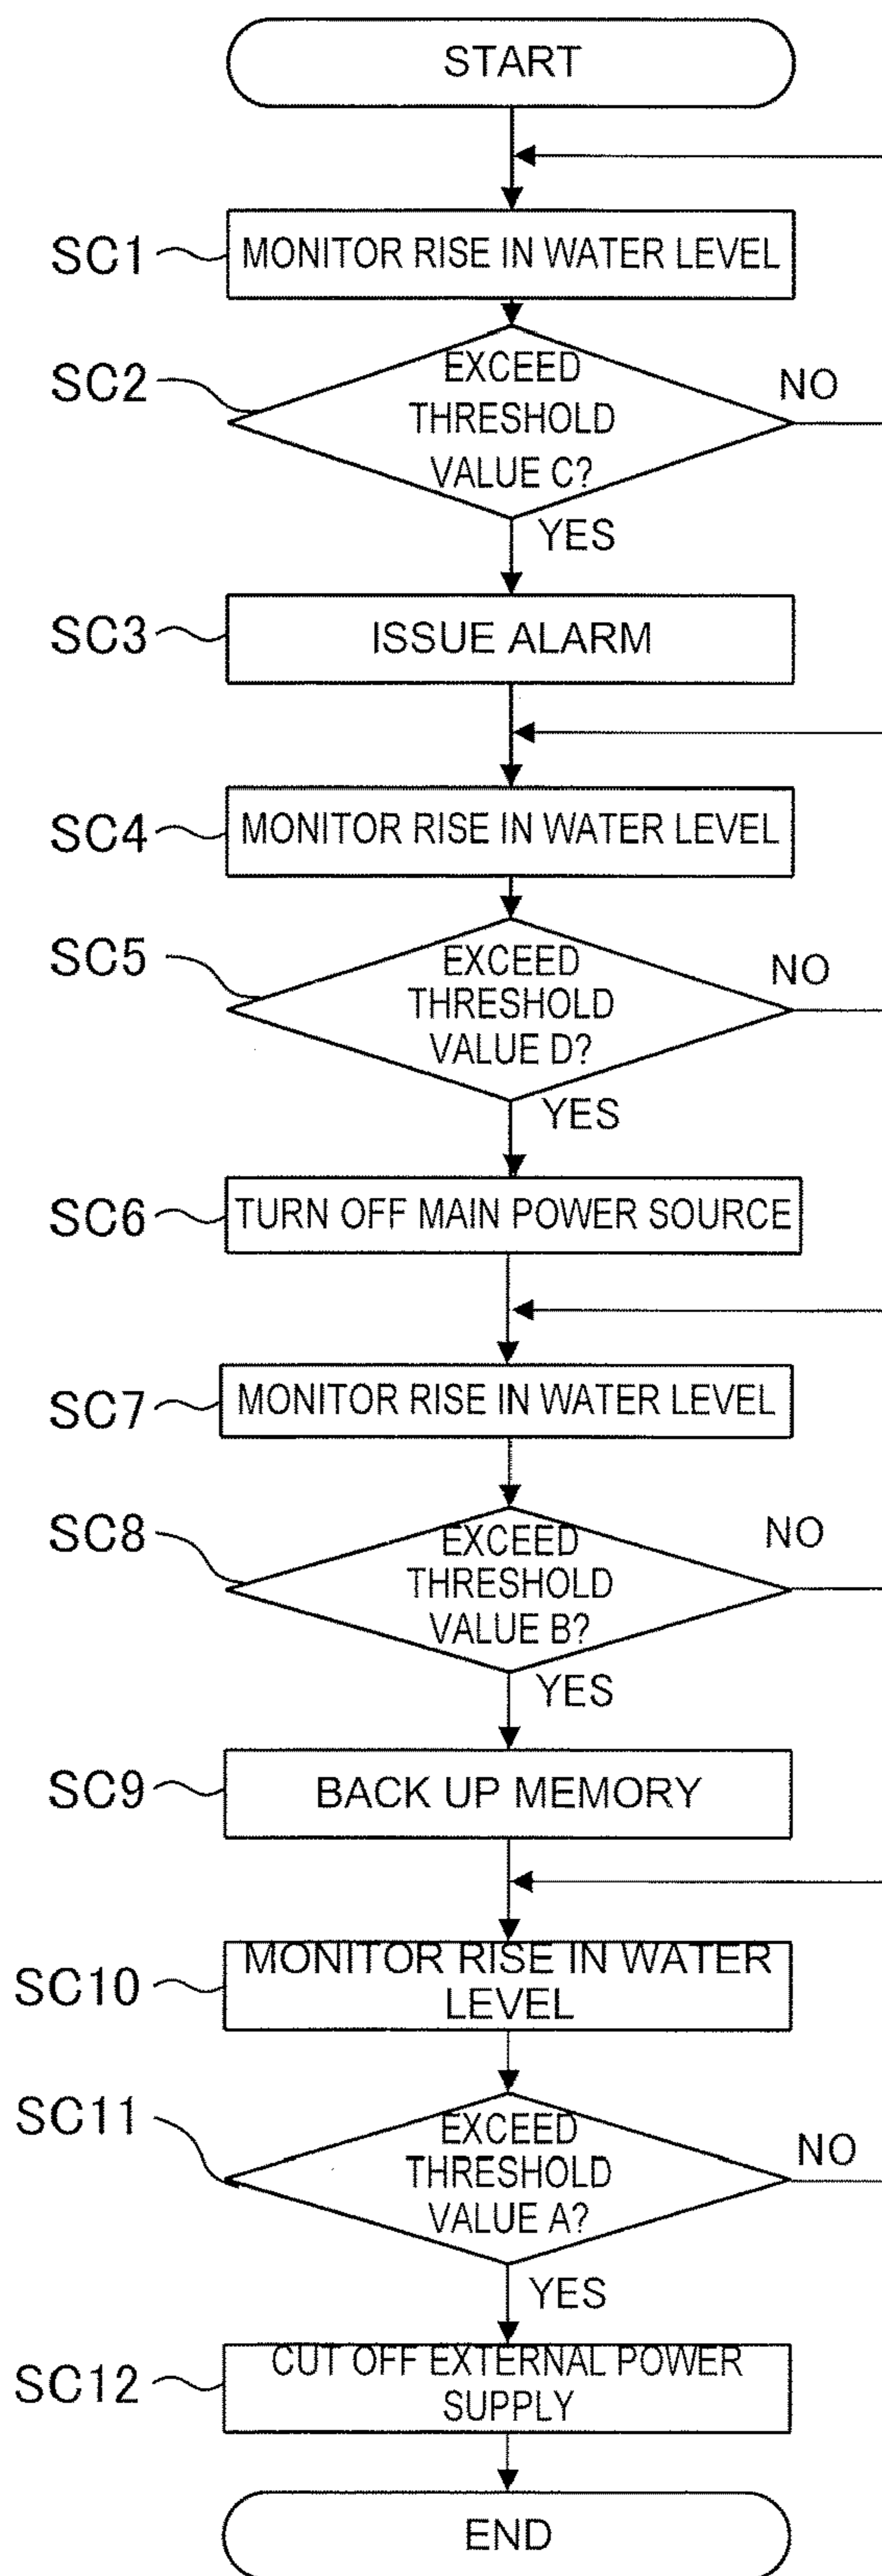 START
SC1
MONITOR RISE IN WATER LEVEL
SC2
EXCEED
THRESHOLD
VALUE C?
NO
YES
SC3
ISSUE ALARM
SC4
MONITOR RISE IN WATER LEVEL
SC5
EXCEED
THRESHOLD
VALUE D?
NO
YES
SC6
TURN OFF MAIN POWER SOURCE
SC7
MONITOR RISE IN WATER LEVEL
SC8
EXCEED
THRESHOLD
VALUE B?
NO
YES
SC9
BACK UP MEMORY
SC10
MONITOR RISE IN WATER
LEVEL
SC11
EXCEED
THRESHOLD
VALUE A?
NO
YES
SC12
CUT OFF EXTERNAL POWER
SUPPLY
END